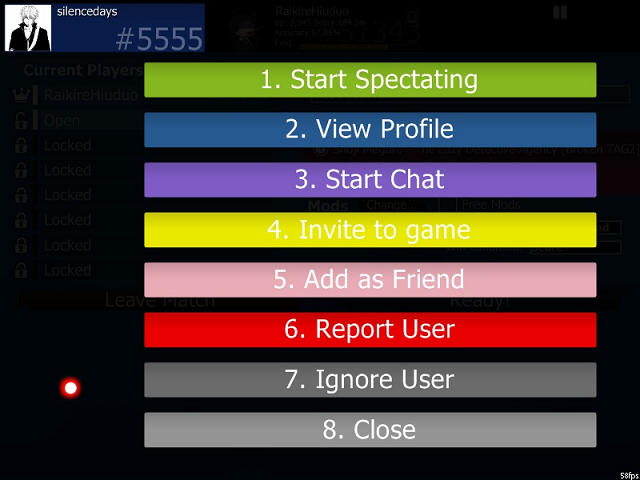 silencedays
#5555
RaikireHiuduo
Current Players
RaikireHiuduo
Open
Locked
Locked
Locked
Locked
Locked
Locked
1. Start Spectating
2. View Profile
3. Start Chat
Mods
Change...
Free Mods
4. Invite to game
5. Add as Friend
Leave Match
Ready!
6. Report User
7. Ignore User
8. Close
58fps